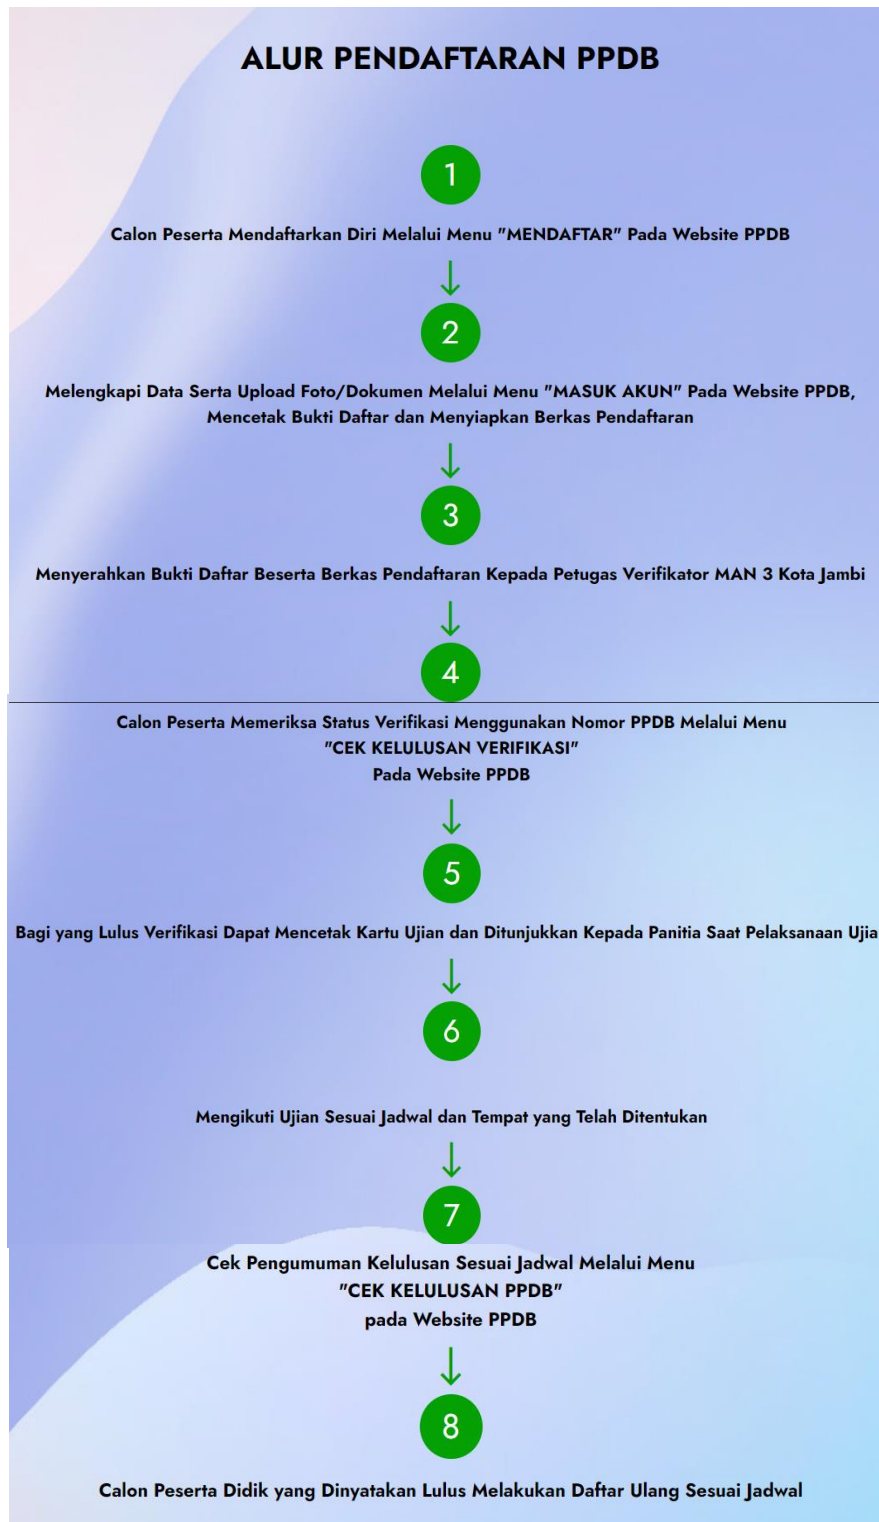 ALUR PENDAFTARAN PPDB
1
Calon Peserta Mendaftarkan Diri Melalui Menu "MENDAFTAR" Pada Website PPDB
2
Melengkapi Data Serta Upload Foto/Dokumen Melalui Menu "MASUK AKUN" Pada Website PPDB,
Mencetak Bukti Daftar dan Menyiapkan Berkas Pendaftaran
3
Menyerahkan Bukti Daftar Beserta Berkas Pendaftaran Kepada Petugas Verifikator MAN 3 Kota Jambi
4
Calon Peserta Memeriksa Status Verifikasi Menggunakan Nomor PPDB Melalui Menu
"CEK KELULUSAN VERIFIKASI"
Pada Website PPDB
5
Bagi yang Lulus Verifikasi Dapat Mencetak Kartu Ujian dan Ditunjukkan Kepada Panitia Saat Pelaksanaan Ujia
6
Mengikuti Ujian Sesuai Jadwal dan Tempat yang Telah Ditentukan
7
Cek Pengumuman Kelulusan Sesuai Jadwal Melalui Menu
"CEK KELULUSAN PPDB"
pada Website PPDB
8
Calon Peserta Didik yang Dinyatakan Lulus Melakukan Daftar Ulang Sesuai Jadwal